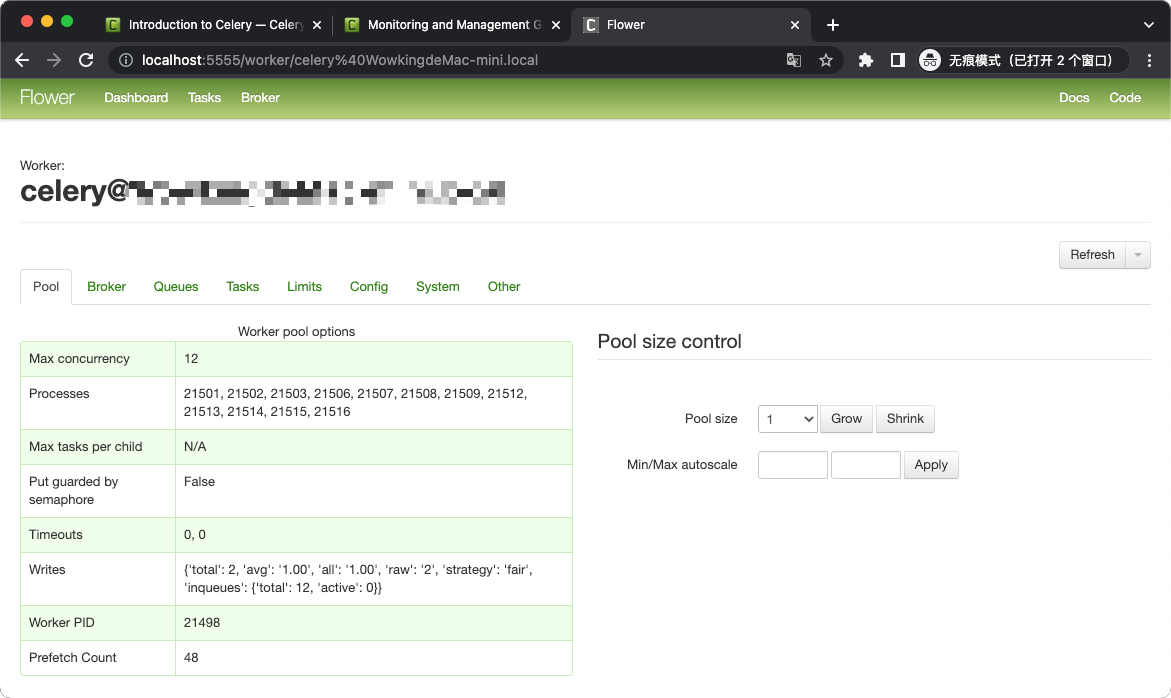 Introduction to Celery — Celery
Monitoring and Management G
Flower
localhost:5555/worker/celery%40WowkingdeMac-mini.local
无痕模式（已打开 2 个窗口）
Flower Dashboard Tasks Broker Docs Code
Worker:
celery@
Refresh
Pool Broker Queues Tasks Limits Config System Other
Worker pool options
Max concurrency 12
Processes 21501, 21502, 21503, 21506, 21507, 21508, 21509, 21512,
21513, 21514, 21515, 21516
Max tasks per child N/A
Put guarded by False
semaphore
Timeouts 0, 0
Writes {'total': 2, 'avg': '1.00', 'all': '1.00', 'raw': '2', 'strategy': 'fair',
'inqueues': {'total': 12, 'active': 0}}
Worker PID 21498
Prefetch Count 48
Pool size control
Pool size 1 Grow Shrink
Min/Max autoscale Apply